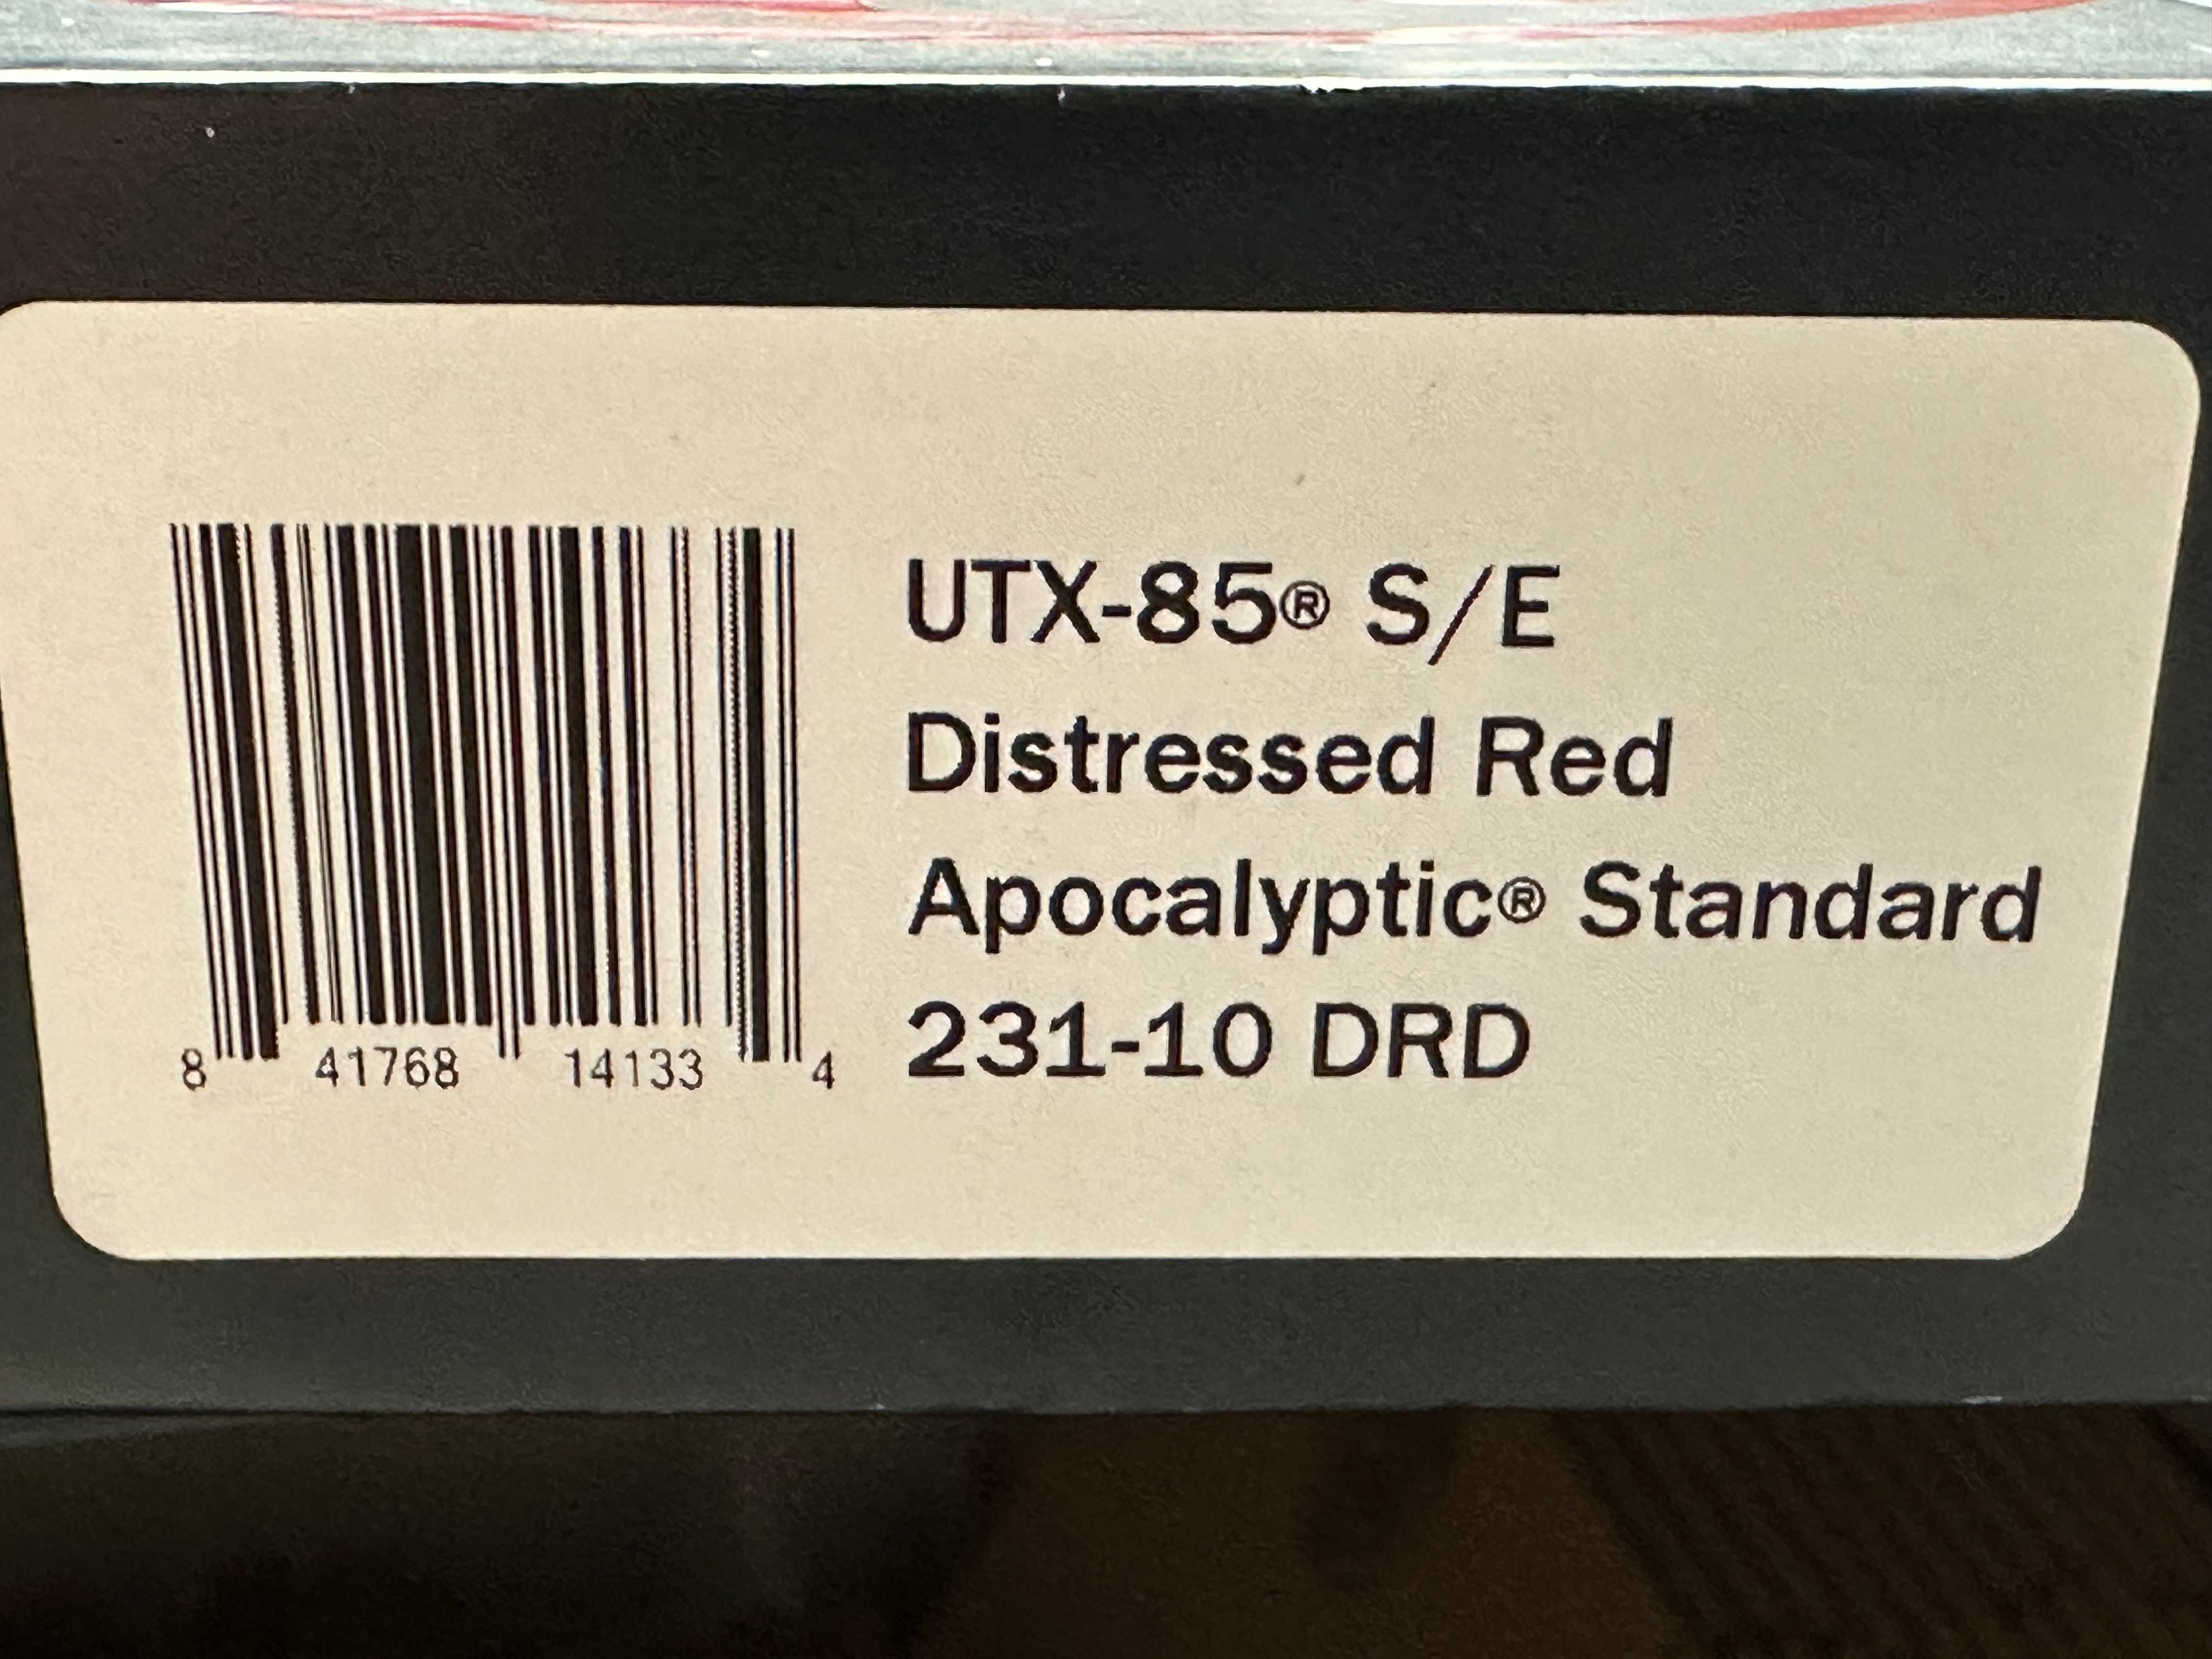 UTX-85® S/E
Distressed Red
Apocalyptic® Standard
231-10 DRD
8 41768 14133 4